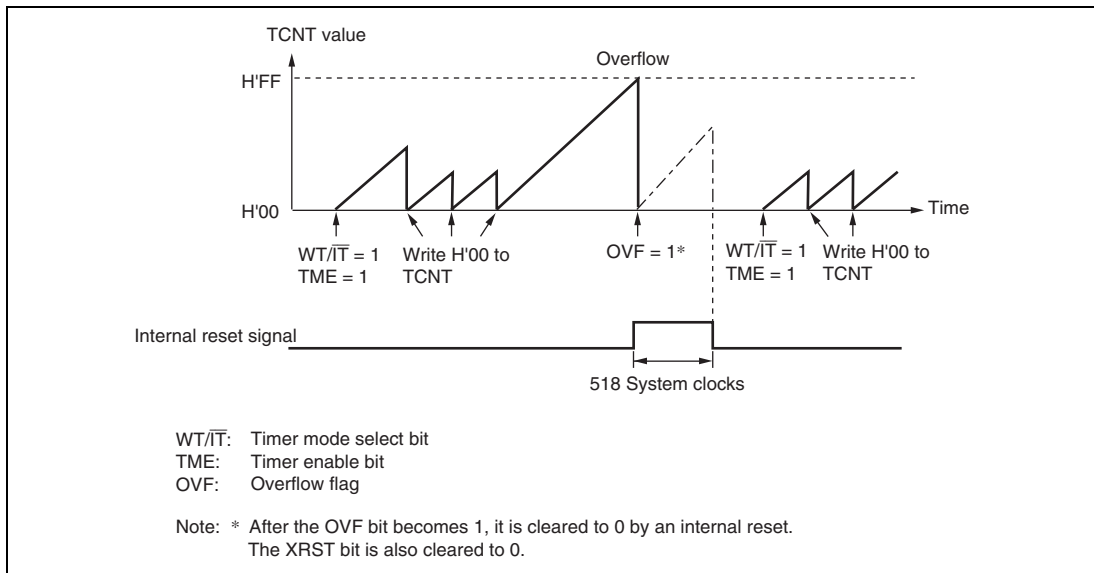 TCNT value
Overflow
H'FF
H'00
Time
WT/IT = 1
TME = 1
Write H'00 to
TCNT
OVF = 1*
WT/IT = 1
TME = 1
Write H'00 to
TCNT
Internal reset signal
518 System clocks
WT/IT: Timer mode select bit
TME: Timer enable bit
OVF: Overflow flag
Note: * After the OVF bit becomes 1, it is cleared to 0 by an internal reset.
The XRST bit is also cleared to 0.